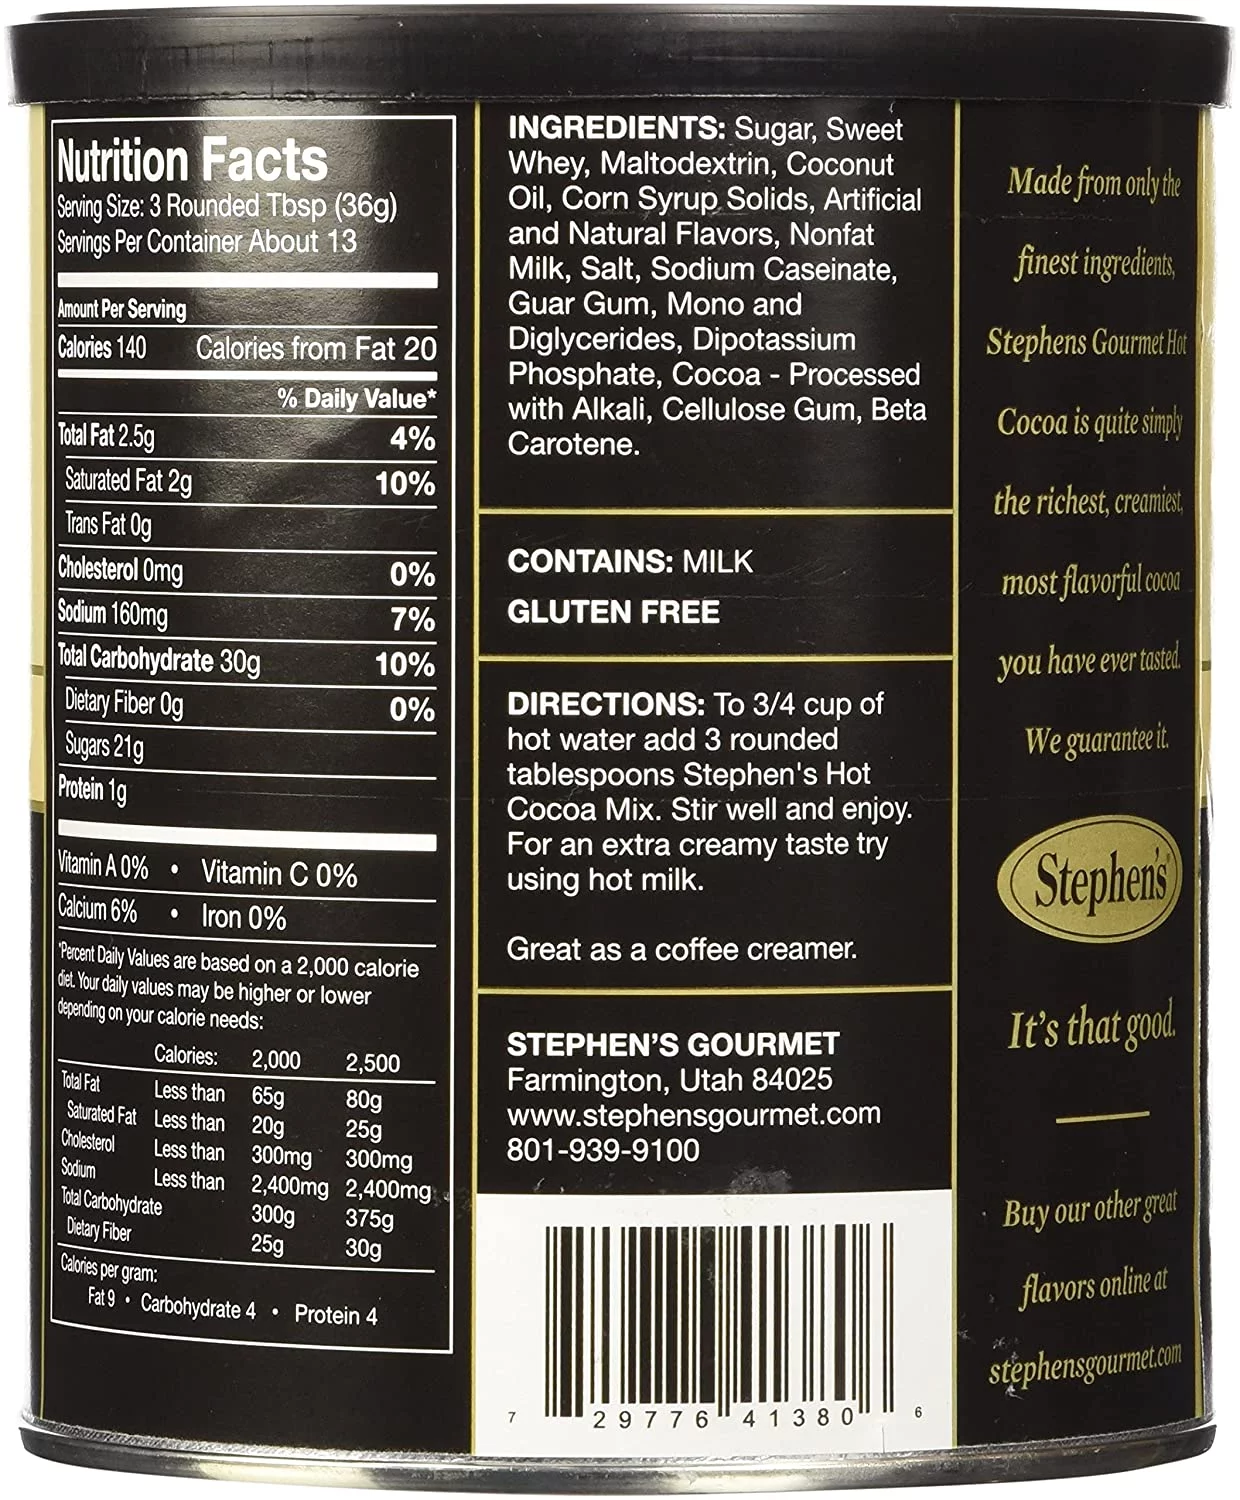 Nutrition Facts
Serving Size: 3 Rounded Tbsp (36g)
Servings Per Container About 13
Amount Per Serving
Calories 140 Calories from Fat 20
% Daily Value*
Total Fat 2.5g 4%
Saturated Fat 2g 10%
Trans Fat 0g
Cholesterol 0mg 0%
Sodium 160mg 7%
Total Carbohydrate 30g 10%
Dietary Fiber 0g 0%
Sugars 21g
Protein 1g
Vitamin A 0% • Vitamin C 0%
Calcium 6% • Iron 0%
*Percent Daily Values are based on a 2,000 calorie
diet. Your daily values may be higher or lower
depending on your calorie needs:
Calories: 2,000 2,500
Total Fat Less than 65g 80g
Saturated Fat Less than 20g 25g
Cholesterol Less than 300mg 300mg
Sodium Less than 2,400mg 2,400mg
Total Carbohydrate 300g 375g
Dietary Fiber 25g 30g
Calories per gram:
Fat 9 • Carbohydrate 4 • Protein 4
INGREDIENTS: Sugar, Sweet
Whey, Maltodextrin, Coconut
Oil, Corn Syrup Solids, Artificial
and Natural Flavors, Nonfat
Milk, Salt, Sodium Caseinate,
Guar Gum, Mono and
Diglycerides, Dipotassium
Phosphate, Cocoa - Processed
with Alkali, Cellulose Gum, Beta
Carotene.
CONTAINS: MILK
GLUTEN FREE
DIRECTIONS: To 3/4 cup of
hot water add 3 rounded
tablespoons Stephen's Hot
Cocoa Mix. Stir well and enjoy.
For an extra creamy taste try
using hot milk.
Great as a coffee creamer.
STEPHEN'S GOURMET
Farmington, Utah 84025
www.stephensgourmet.com
801-939-9100
7 29776 41380 6
Made from only the
finest ingredients,
Stephens Gourmet Hot
Cocoa is quite simply
the richest, creamiest,
most flavorful cocoa
you have ever tasted.
We guarantee it.
Stephen's
It's that good.
Buy our other great
flavors online at
stephensgourmet.com